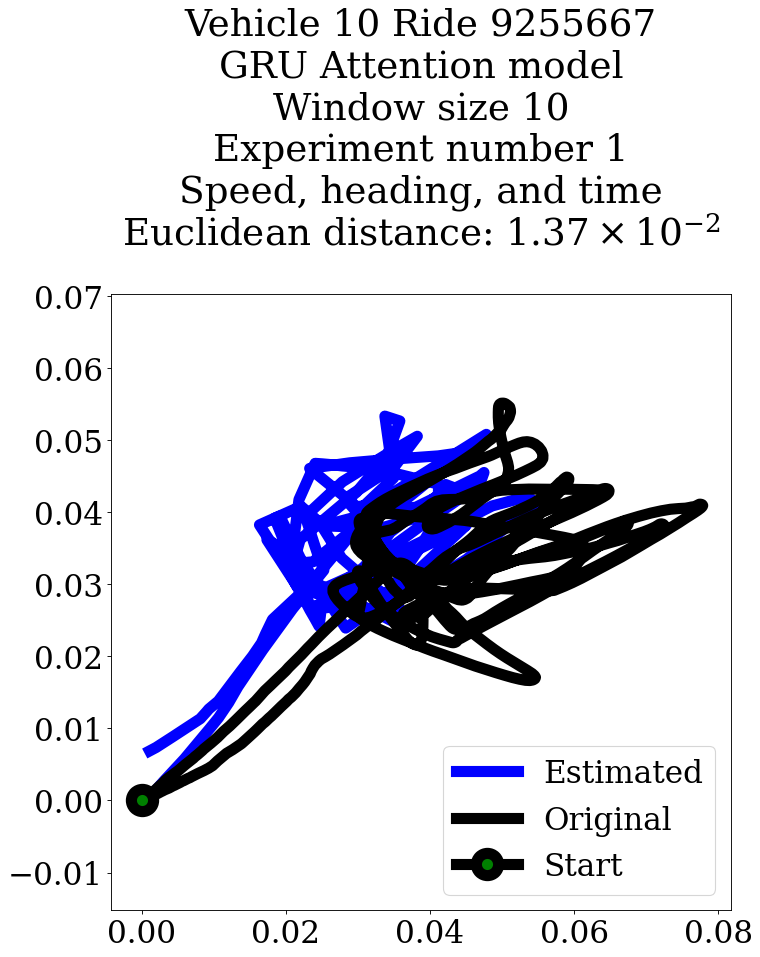 Vehicle 10 Ride 9255667
GRU Attention model
Window size 10
Experiment number 1
Speed, heading, and time
Euclidean distance: 1.37 × 10⁻²
0.07
0.06
0.05
0.04
0.03
0.02
0.01
0.00
−0.01
Estimated
Original
Start
0.00 0.02 0.04 0.06 0.08